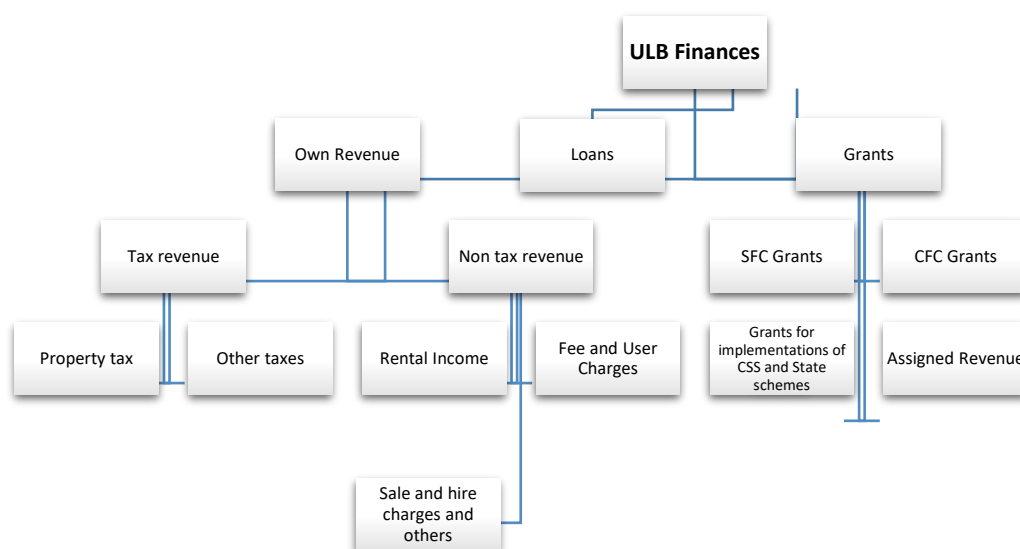 ULB Finances
Own Revenue
Loans
Grants
Tax revenue
Non tax revenue
SFC Grants
CFC Grants
Property tax
Other taxes
Rental Income
Fee and User
Charges
Grants for
implementations of
CSS and State
schemes
Assigned Revenue
Sale and hire
charges and
others